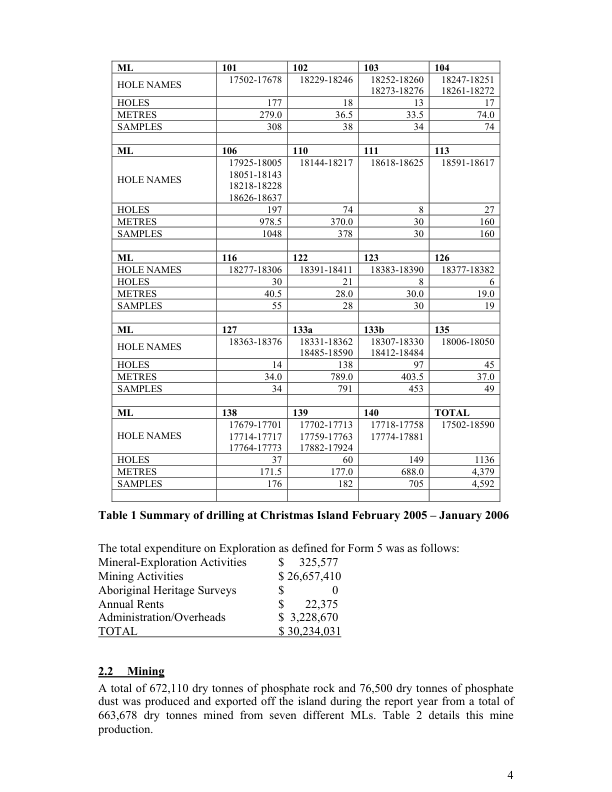 ML 101 102 103 104
HOLE NAMES 17502-17678 18229-18246 18252-18260 18247-18251
18273-18276 18261-18272
HOLES 177 18 13 17
METRES 279.0 36.5 33.5 74.0
SAMPLES 308 38 34 74
ML 106 110 111 113
HOLE NAMES 17925-18005 18144-18217 18618-18625 18591-18617
18051-18143
18218-18228
18626-18637
HOLES 197 74 8 27
METRES 978.5 370.0 30 160
SAMPLES 1048 378 30 160
ML 116 122 123 126
HOLE NAMES 18277-18306 18391-18411 18383-18390 18377-18382
HOLES 30 21 8 6
METRES 40.5 28.0 30.0 19.0
SAMPLES 55 28 30 19
ML 127 133a 133b 135
HOLE NAMES 18363-18376 18331-18362 18307-18330 18006-18050
18485-18590 18412-18484
HOLES 14 138 97 45
METRES 34.0 789.0 403.5 37.0
SAMPLES 34 791 453 49
ML 138 139 140 TOTAL
HOLE NAMES 17679-17701 17702-17713 17718-17758 17502-18590
17714-17717 17759-17763 17774-17881
17764-17773 17882-17924
HOLES 37 60 149 1136
METRES 171.5 177.0 688.0 4,379
SAMPLES 176 182 705 4,592
Table 1 Summary of drilling at Christmas Island February 2005 – January 2006
The total expenditure on Exploration as defined for Form 5 was as follows:
Mineral-Exploration Activities $ 325,577
Mining Activities $ 26,657,410
Aboriginal Heritage Surveys $ 0
Annual Rents $ 22,375
Administration/Overheads $ 3,228,670
TOTAL $ 30,234,031
2.2 Mining
A total of 672,110 dry tonnes of phosphate rock and 76,500 dry tonnes of phosphate
dust was produced and exported off the island during the report year from a total of
663,678 dry tonnes mined from seven different MLs. Table 2 details this mine
production.
4